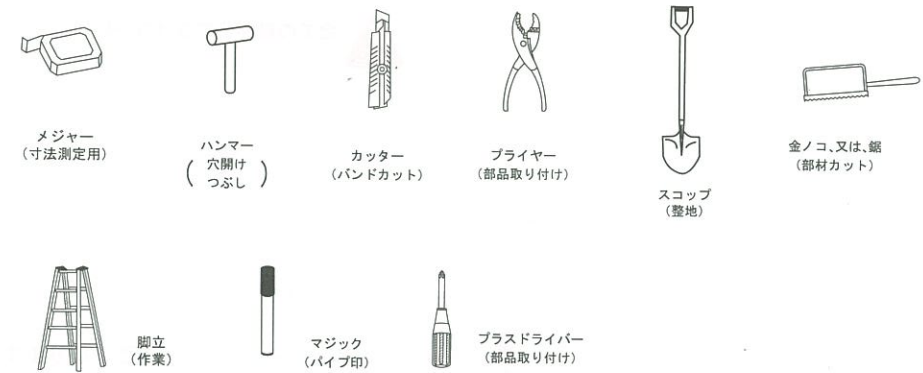 メジャー
(寸法測定用)
ハンマー
(穴開け
つぶし)
カッター
(バンドカット)
プライヤー
(部品取り付け)
スコップ
(整地)
金ノコ、又は、鋸
(部材カット)
脚立
(作業)
マジック
(パイプ印)
プラスドライバー
(部品取り付け)